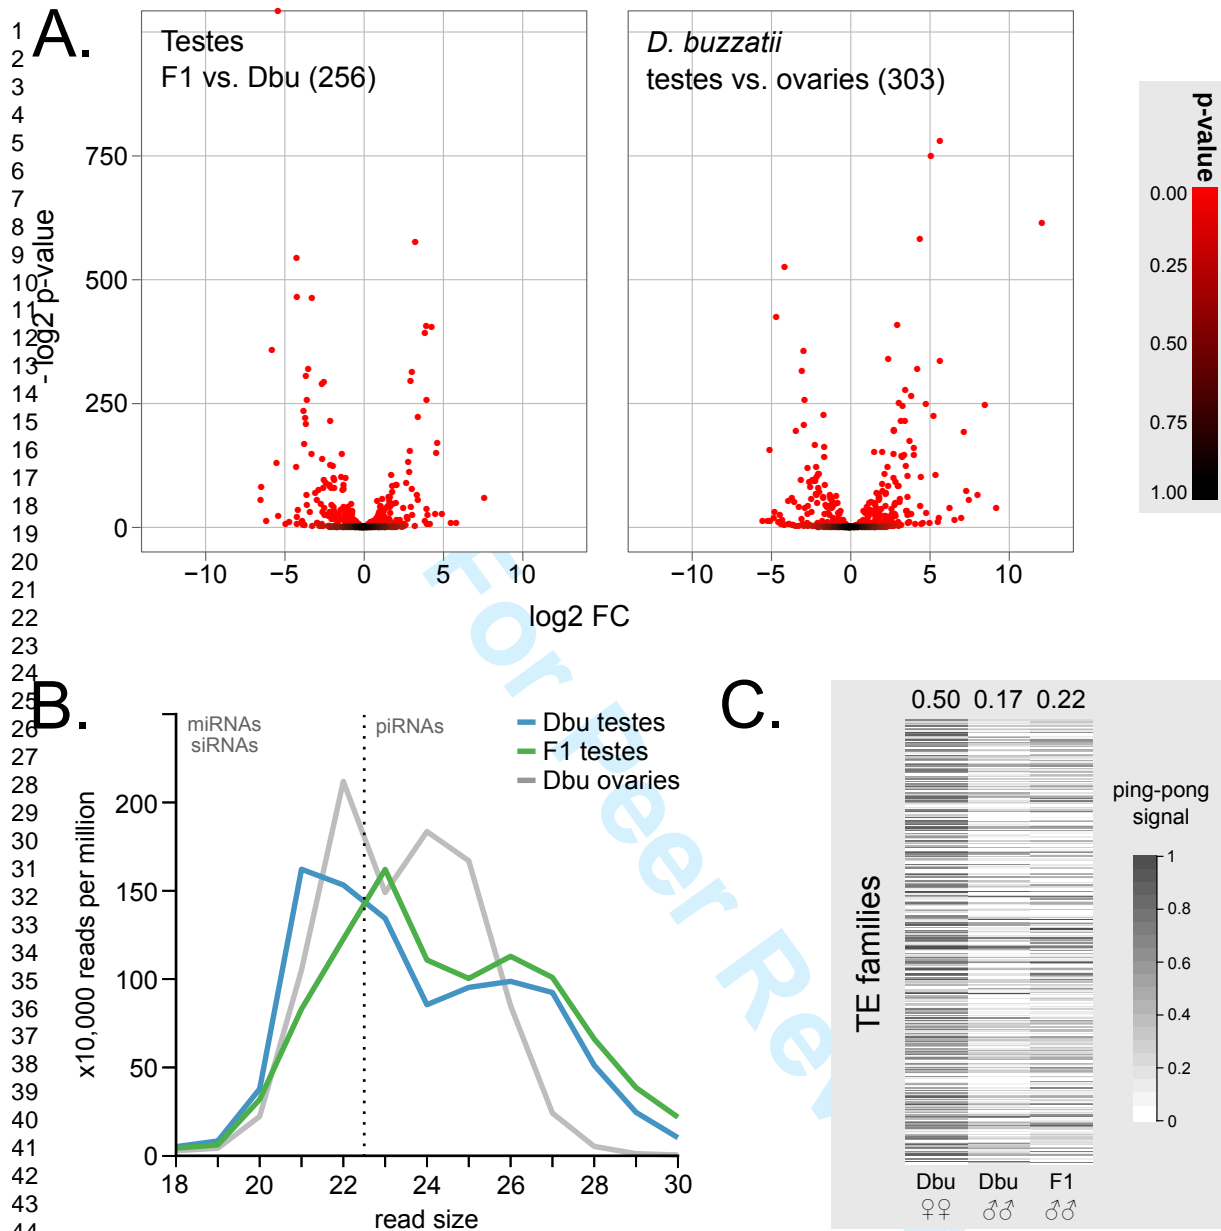 1
2
3
4
5
6
7
8
9
10
11
12
13
14
15
16
17
18
19
20
21
22
23
24
25
26
27
28
29
30
31
32
33
34
35
36
37
38
39
40
41
42
43
44
For Peer Rev
A.
Testes
F1 vs. Dbu (256)
D. buzzatii
testes vs. ovaries (303)
- log2 p-value
750
500
250
0
−10 −5 0 5 10
−10 −5 0 5 10
log2 FC
p-value
0.00
0.25
0.50
0.75
1.00
B.
miRNAs
siRNAs
piRNAs
Dbu testes
F1 testes
Dbu ovaries
x10,000 reads per million
200
150
100
50
0
18 20 22 24 26 28 30
read size
C.
0.50 0.17 0.22
TE families
Dbu Dbu F1
♀♀ ♂♂ ♂♂
ping-pong
signal
1
0.8
0.6
0.4
0.2
0